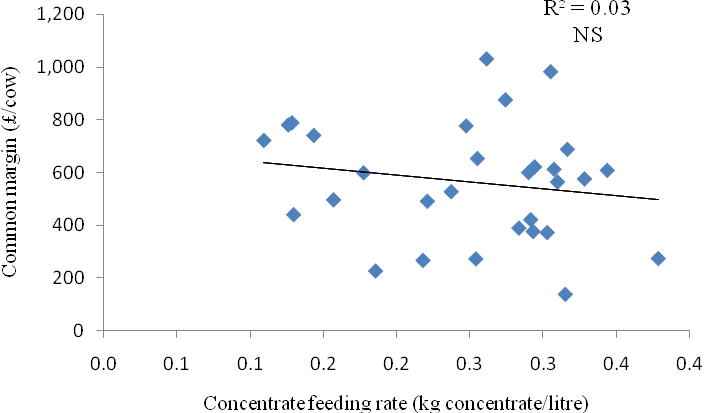 R² = 0.03
NS
1,200
1,000
800
600
400
200
0
Common margin (£/cow)
0.0 0.1 0.1 0.2 0.2 0.3 0.3 0.4 0.4
Concentrate feeding rate (kg concentrate/litre)